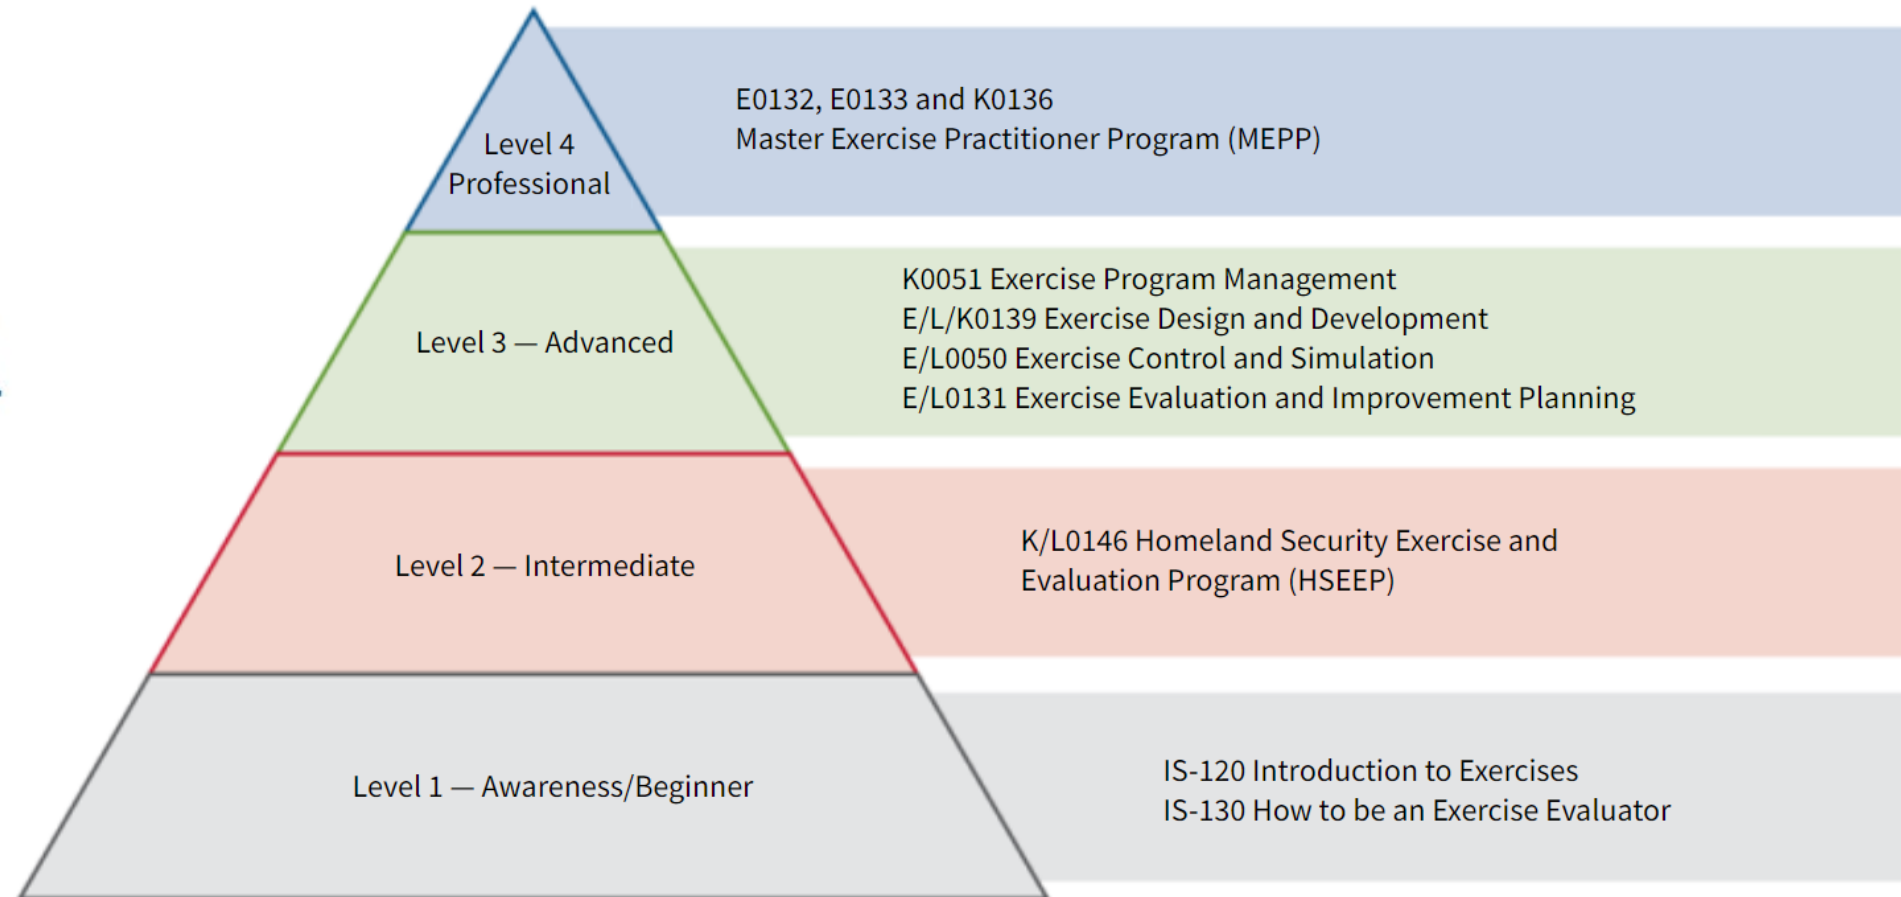 Level 4
Professional
E0132, E0133 and K0136
Master Exercise Practitioner Program (MEPP)
Level 3 — Advanced
K0051 Exercise Program Management
E/L/K0139 Exercise Design and Development
E/L0050 Exercise Control and Simulation
E/L0131 Exercise Evaluation and Improvement Planning
Level 2 — Intermediate
K/L0146 Homeland Security Exercise and
Evaluation Program (HSEEP)
Level 1 — Awareness/Beginner
IS-120 Introduction to Exercises
IS-130 How to be an Exercise Evaluator